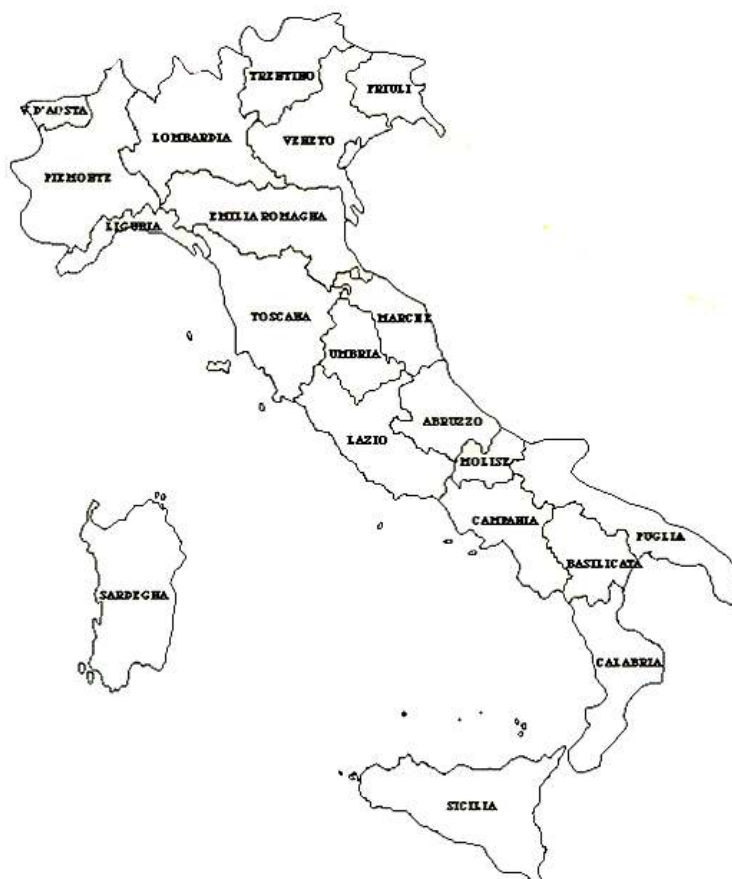 TRENTINO
FRIULI
V. D'AOSTA
LOMBARDIA
VENETO
PIEMONTE
EMILIA ROMAGNA
LIGURIA
TOSCANA
MARCHE
UMBRIA
ABRUZZO
LAZIO
MOLISE
CAMPANIA
PUGLIA
BASILICATA
SARDEGNA
CALABRIA
SICILIA